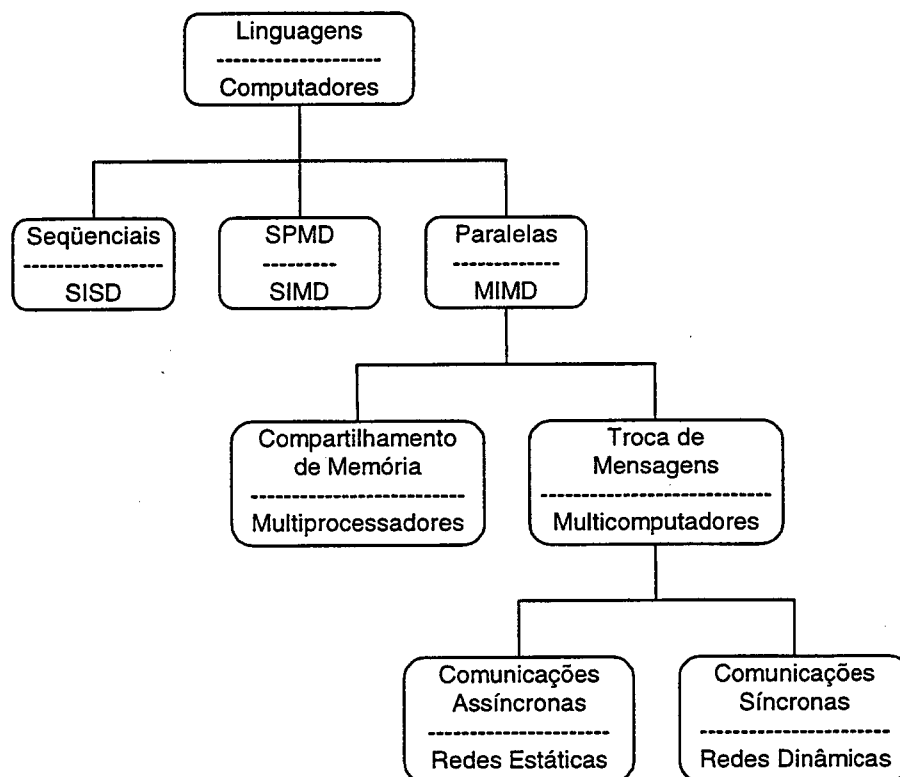 Linguagens
Computadores
Seqüenciais
SISD
SPMD
SIMD
Paralelas
MIMD
Compartilhamento
de Memória
Multiprocessadores
Troca de
Mensagens
Multicomputadores
Comunicações
Assíncronas
Redes Estáticas
Comunicações
Síncronas
Redes Dinâmicas